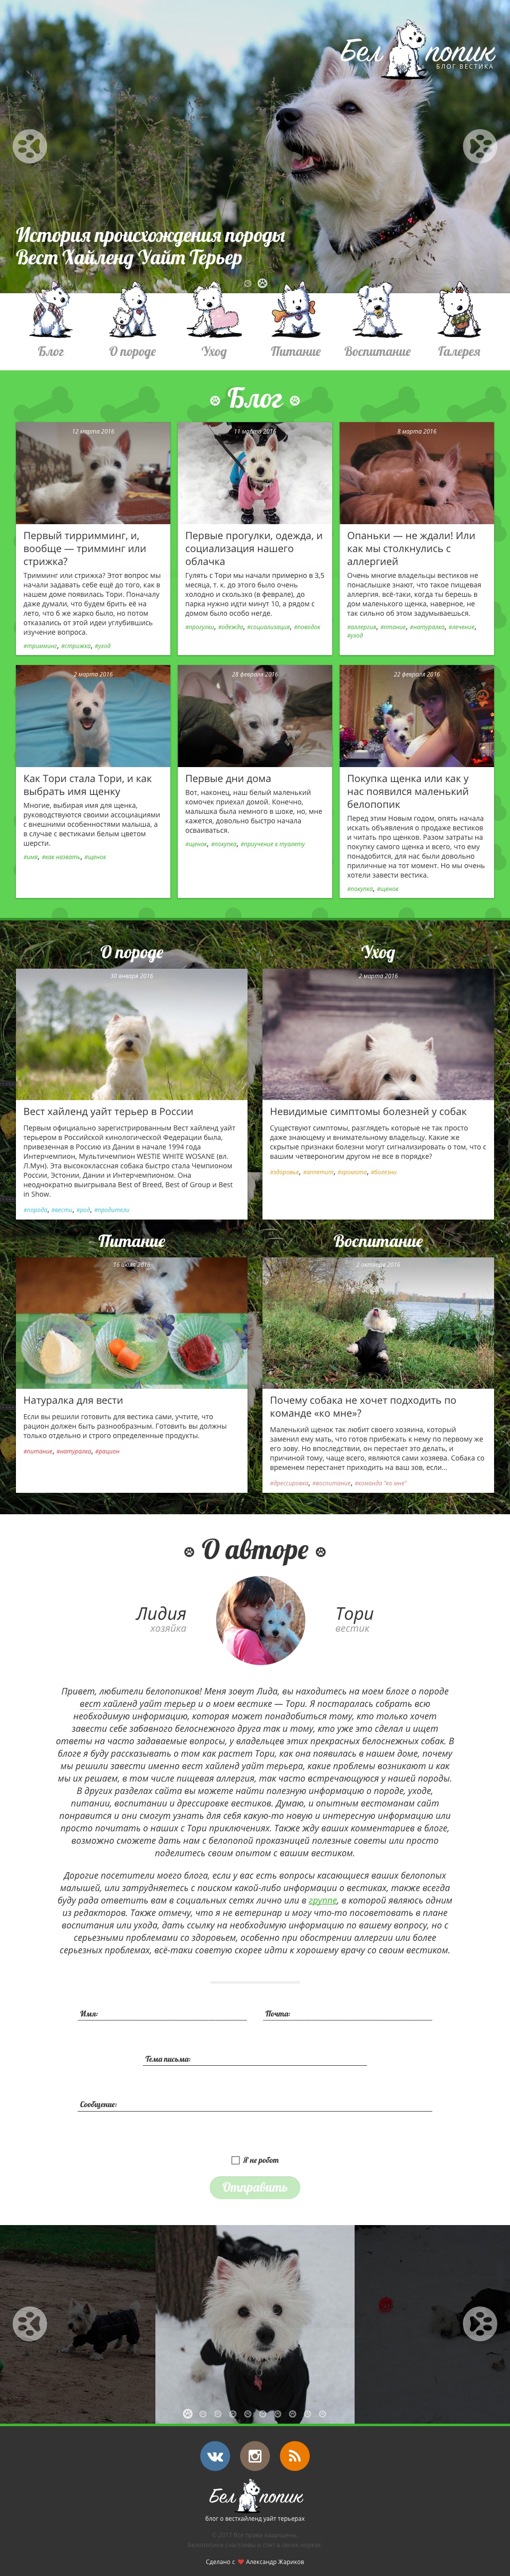 Бел попик
БЛОГ ВЕСТИКА
История происхождения породы
Вест Хайленд Уайт Терьер
Блог
О породе
Уход
Питание
Воспитание
Галерея
Блог
12 марта 2016
Первый тирримминг, и,
вообще — тримминг или
стрижка?
Тримминг или стрижка? Этот вопрос мы
начали задавать себе ещё до того, как в
нашем доме появилась Тори. Поначалу
даже думали, что будем брить её на
лето, что б не жарко было, но потом
отказались от этой идеи углубившись
изучение вопроса.
#тримминг, #стрижка, #уход
11 марта 2016
Первые прогулки, одежда, и
социализация нашего
облачка
Гулять с Тори мы начали примерно в 3,5
месяца, т. к. до этого было очень
холодно и скользко (в феврале), до
парка нужно идти минут 10, а рядом с
домом было особо негде.
#прогулки, #одежда, #социализация, #поводок
8 марта 2016
Опаньки — не ждали! Или
как мы столкнулись с
аллергией
Очень многие владельцы вестиков не
понаслышке знают, что такое пищевая
аллергия. всё-таки, когда ты берешь в
дом маленького щенка, наверное, не
так сильно об этом задумываешься.
#аллергия, #птание, #натуралка, #лечение,
#уход
2 марта 2016
Как Тори стала Тори, и как
выбрать имя щенку
Многие, выбирая имя для щенка,
руководствуются своими ассоциациями
с внешними особенностями малыша, а
в случае с вестиками белым цветом
шерсти.
#имя, #как назвать, #щенок
28 февраля 2016
Первые дни дома
Вот, наконец, наш белый маленький
комочек приехал домой. Конечно,
малышка была немного в шоке, но, мне
кажется, довольно быстро начала
осваиваться.
#щенок, #покупка, #приучение к туалету
22 февраля 2016
Покупка щенка или как у
нас появился маленький
белопопик
Перед этим Новым годом, опять начала
искать объявления о продаже вестиков
и читать про щенков. Разом затраты на
покупку самого щенка и всего, что ему
понадобится, для нас были довольно
приличные на тот момент. Но мы очень
хотели завести вестика.
#покупка, #щенок
О породе
30 января 2016
Вест хайленд уайт терьер в России
Первым официально зарегистрированным Вест хайленд уайт
терьером в Российской кинологической Федерации была,
привезенная в Россию из Дании в начале 1994 года
Интерчемпион, Мультичемпион WESTIE WHITE WOSANE (вл.
Л.Мун). Эта высококлассная собака быстро стала Чемпионом
России, Эстонии, Дании и Интерчемпионом. Она
неоднократно выигрывала Best of Breed, Best of Group и Best
in Show.
#порода, #вести, #род, #продители
Уход
2 марта 2016
Невидимые симптомы болезней у собак
Существуют симптомы, разглядеть которые не так просто
даже знающему и внимательному владельцу. Какие же
скрытые признаки болезни могут сигнализировать о том, что с
вашим четвероногим другом не все в порядке?
#здоровье, #аппетит, #хромота, #болезни
Питание
16 июля 2016
Натуралка для вести
Если вы решили готовить для вестика сами, учтите, что
рацион должен быть разнообразным. Готовить вы должны
только отдельно и строго определенные продукты.
#питание, #натуралка, #рацион
Воспитание
2 октября 2016
Почему собака не хочет подходить по
команде «ко мне»?
Маленький щенок так любит своего хозяина, который
заменил ему мать, что готов прибежать к нему по первому же
его зову. Но впоследствии, он перестает это делать, и
причиной тому, чаще всего, являются сами хозяева. Собака со
временем перестанет приходить на ваш зов, если...
#дрессировка, #воспитание, #команда "ко мне"
О авторе
Лидия
хозяйка
Тори
вестик
Привет, любители белопопиков! Меня зовут Лида, вы находитесь на моем блоге о породе
вест хайленд уайт терьер и о моем вестике — Тори. Я постаралась собрать всю
необходимую информацию, которая может понадобиться тому, кто только хочет
завести себе забавного белоснежного друга так и тому, кто уже это сделал и ищет
ответы на часто задаваемые вопросы, у владельцев этих прекрасных белоснежных собак. В
блоге я буду рассказывать о том как растет Тори, как она появилась в нашем доме, почему
мы решили завести именно вест хайленд уайт терьера, какие проблемы возникают и как
мы их решаем, в том числе пищевая аллергия, так часто встречающуюся у нашей породы.
В других разделах сайта вы можете найти полезную информацию о породе, уходе,
питании, воспитании и дрессировке вестиков. Думаю, и опытным вестоманам сайт
понравится и они смогут узнать для себя какую-то новую и интересную информацию или
просто почитать о наших с Тори приключениях. Также жду ваших комментариев в блоге,
возможно сможете дать нам с белопопой проказницей полезные советы или просто
поделитесь своим опытом с вашим вестиком.
Дорогие посетители моего блога, если у вас есть вопросы касающиеся ваших белопопых
малышей, или затрудняетесь с поиском какой-либо информации о вестиках, также всегда
буду рада ответить вам в социальных сетях лично или в группе, в которой являюсь одним
из редакторов. Также отмечу, что я не ветеринар и могу что-то посоветовать в плане
воспитания или ухода, дать ссылку на необходимую информацию по вашему вопросу, но с
серьезными проблемами со здоровьем, особенно при обострении аллергии или более
серьезных проблемах, всё-таки советую скорее идти к хорошему врачу со своим вестиком.
Имя:
Почта:
Тема письма:
Сообщение:
Я не робот
Отправить
Бел попик
блог о вестхайленд уайт терьерах
© 2017 Все права защищены.
Сделано с ❤ Александр Жариков